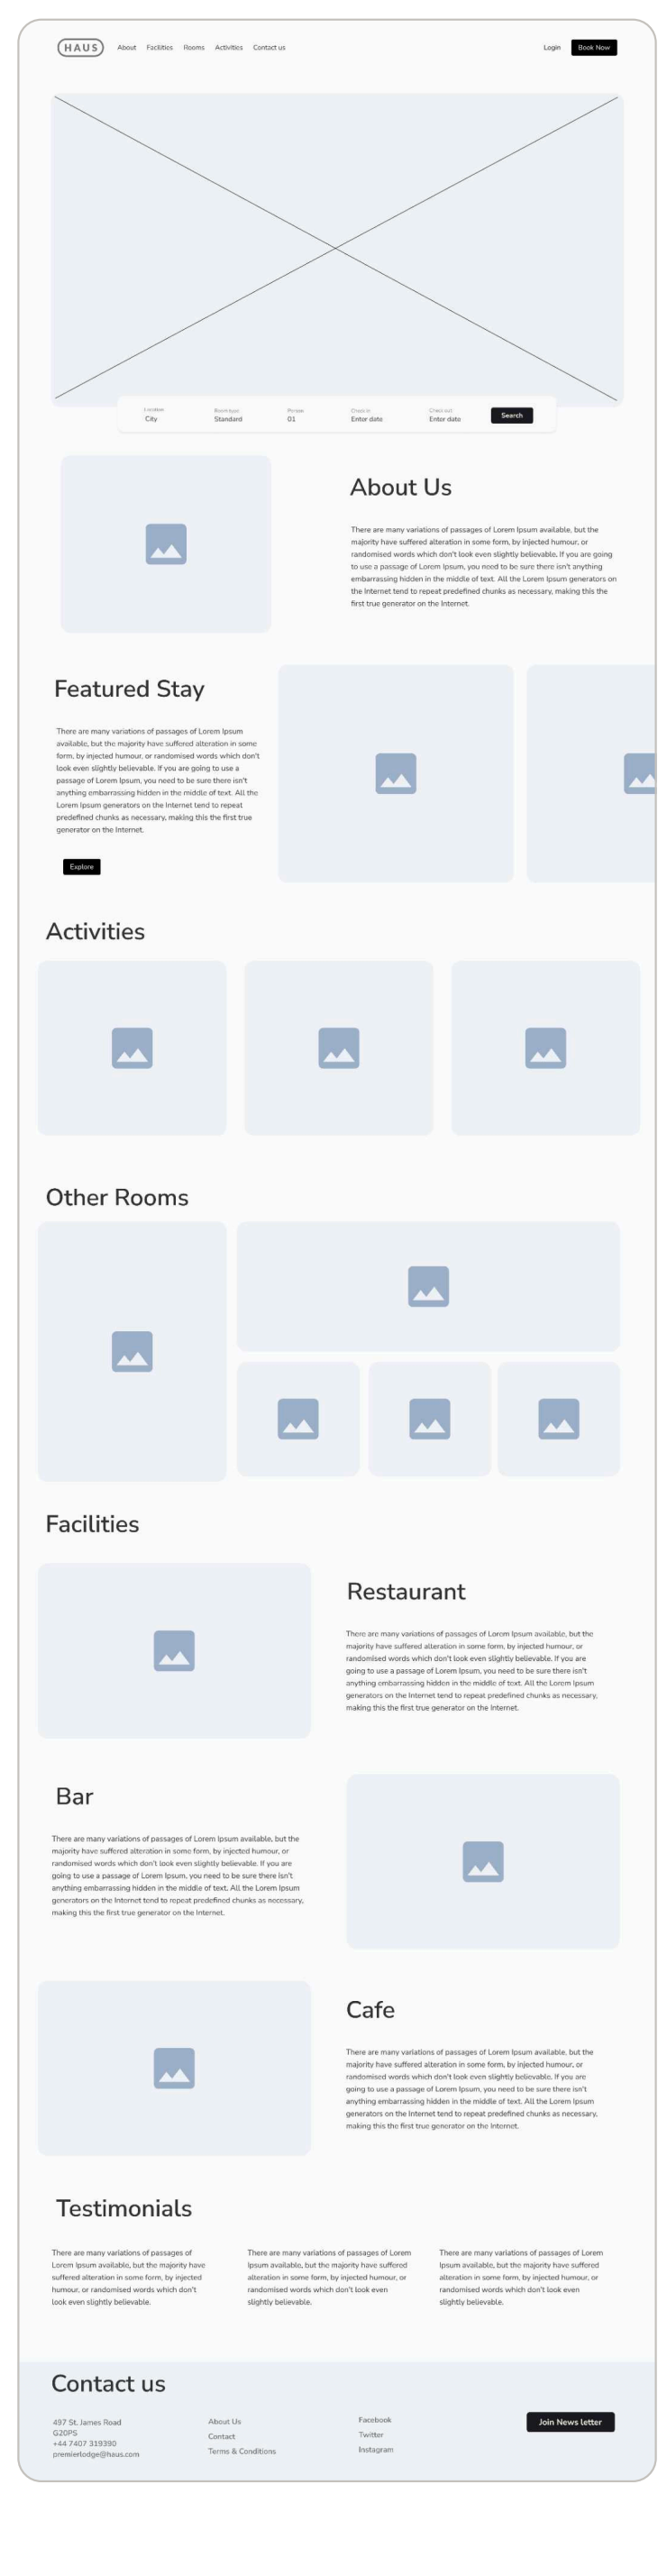 HAUS
About Facilities Rooms Activities Contact us
Login
Book Now
Location Room type Person Check in Check out
City Standard 01 Enter date Enter date
Search
About Us
There are many variations of passages of Lorem Ipsum available, but the
majority have suffered alteration in some form, by injected humour, or
randomised words which don't look even slightly believable. If you are going
to use a passage of Lorem Ipsum, you need to be sure there isn't anything
embarrassing hidden in the middle of text. All the Lorem Ipsum generators on
the Internet tend to repeat predefined chunks as necessary, making this the
first true generator on the Internet.
Featured Stay
There are many variations of passages of Lorem Ipsum
available, but the majority have suffered alteration in some
form, by injected humour, or randomised words which don't
look even slightly believable. If you are going to use a
passage of Lorem Ipsum, you need to be sure there isn't
anything embarrassing hidden in the middle of text. All the
Lorem Ipsum generators on the Internet tend to repeat
predefined chunks as necessary, making this the first true
generator on the Internet.
Explore
Activities
Other Rooms
Facilities
Restaurant
There are many variations of passages of Lorem Ipsum available, but the
majority have suffered alteration in some form, by injected humour, or
randomised words which don't look even slightly believable. If you are
going to use a passage of Lorem Ipsum, you need to be sure there isn't
anything embarrassing hidden in the middle of text. All the Lorem Ipsum
generators on the Internet tend to repeat predefined chunks as necessary,
making this the first true generator on the Internet.
Bar
There are many variations of passages of Lorem Ipsum available, but the
majority have suffered alteration in some form, by injected humour, or
randomised words which don't look even slightly believable. If you are
going to use a passage of Lorem Ipsum, you need to be sure there isn't
anything embarrassing hidden in the middle of text. All the Lorem Ipsum
generators on the Internet tend to repeat predefined chunks as necessary,
making this the first true generator on the Internet.
Cafe
There are many variations of passages of Lorem Ipsum available, but the
majority have suffered alteration in some form, by injected humour, or
randomised words which don't look even slightly believable. If you are
going to use a passage of Lorem Ipsum, you need to be sure there isn't
anything embarrassing hidden in the middle of text. All the Lorem Ipsum
generators on the Internet tend to repeat predefined chunks as necessary,
making this the first true generator on the Internet.
Testimonials
There are many variations of passages of
Lorem Ipsum available, but the majority have
suffered alteration in some form, by injected
humour, or randomised words which don't
look even slightly believable.
There are many variations of passages of Lorem
Ipsum available, but the majority have suffered
alteration in some form, by injected humour, or
randomised words which don't look even
slightly believable.
There are many variations of passages of Lorem
Ipsum available, but the majority have suffered
alteration in some form, by injected humour, or
randomised words which don't look even
slightly believable.
Contact us
497 St. James Road
G20PS
+44 7407 319390
premierlodge@haus.com
About Us
Contact
Terms & Conditions
Facebook
Twitter
Instagram
Join News letter